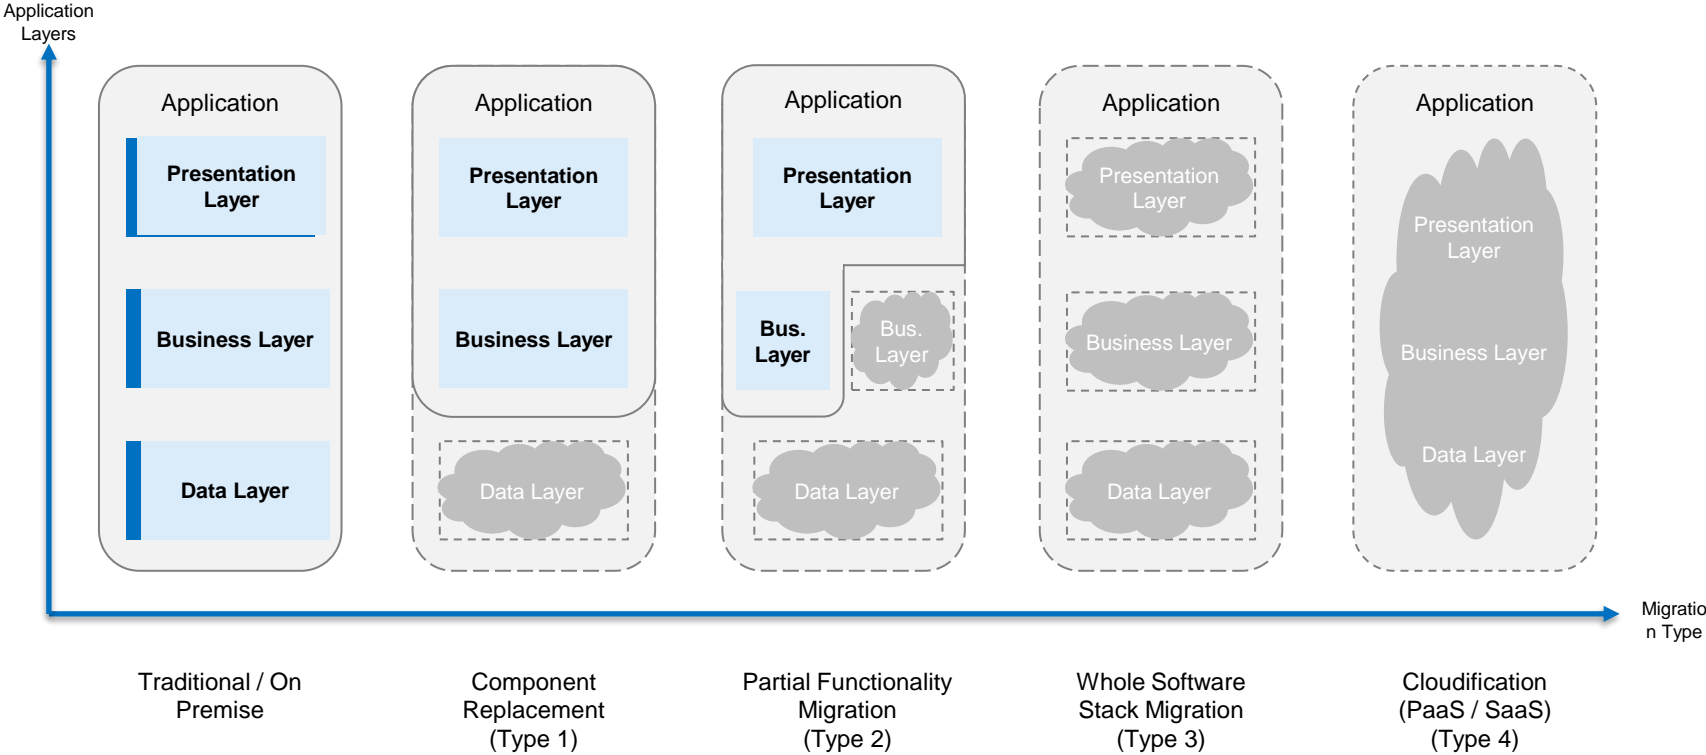 Application
Layers
Application
Presentation
Layer
Business Layer
Data Layer
Application
Presentation
Layer
Business Layer
Data Layer
Application
Presentation
Layer
Bus.
Layer
Bus.
Layer
Data Layer
Application
Presentation
Layer
Business Layer
Data Layer
Application
Presentation
Layer
Business Layer
Data Layer
Migratio
n Type
Traditional / On
Premise
Component
Replacement
(Type 1)
Partial Functionality
Migration
(Type 2)
Whole Software
Stack Migration
(Type 3)
Cloudification
(PaaS / SaaS)
(Type 4)